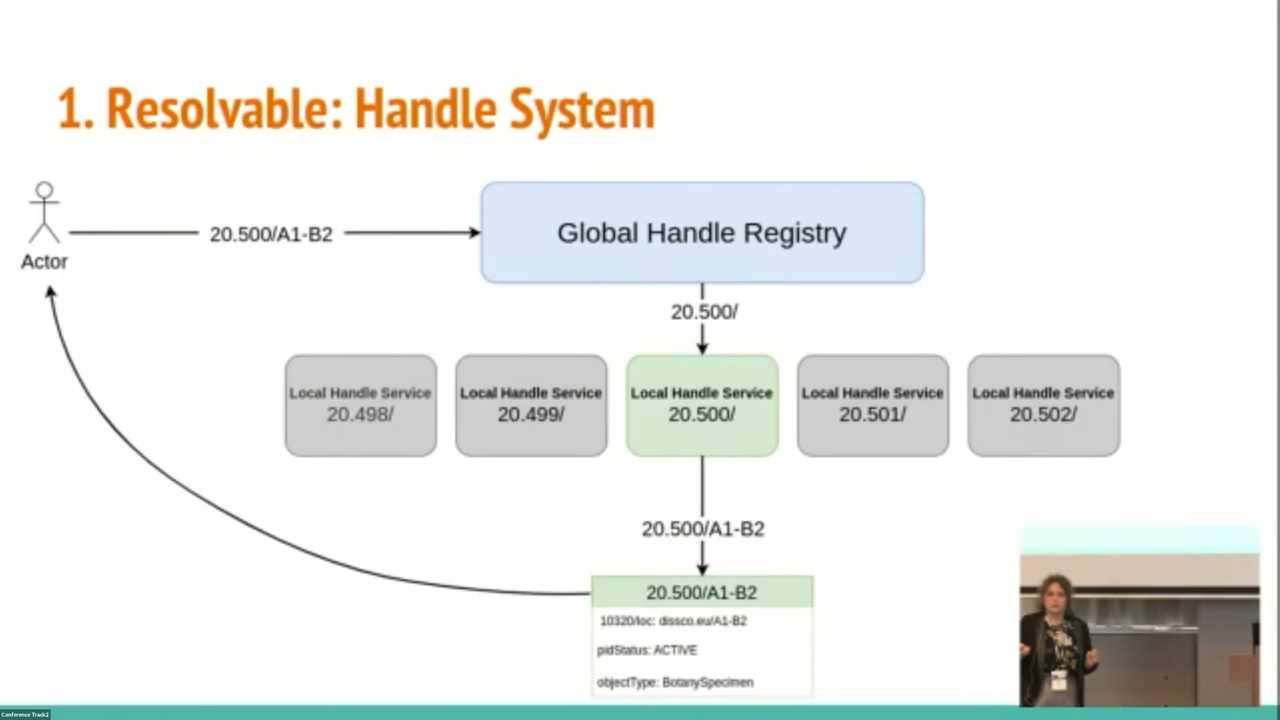 1. Resolvable: Handle System
20.500/A1-B2
Global Handle Registry
Actor
20.500/
Local Handle Service
20.498/
Local Handle Service
20.499/
Local Handle Service
20.500/
Local Handle Service
20.501/
Local Handle Service
20.502/
20.500/A1-B2
20.500/A1-B2
10320/loc: dissco.eu/A1-B2
pidStatus: ACTIVE
objectType: BotanySpecimen
Conference Track2